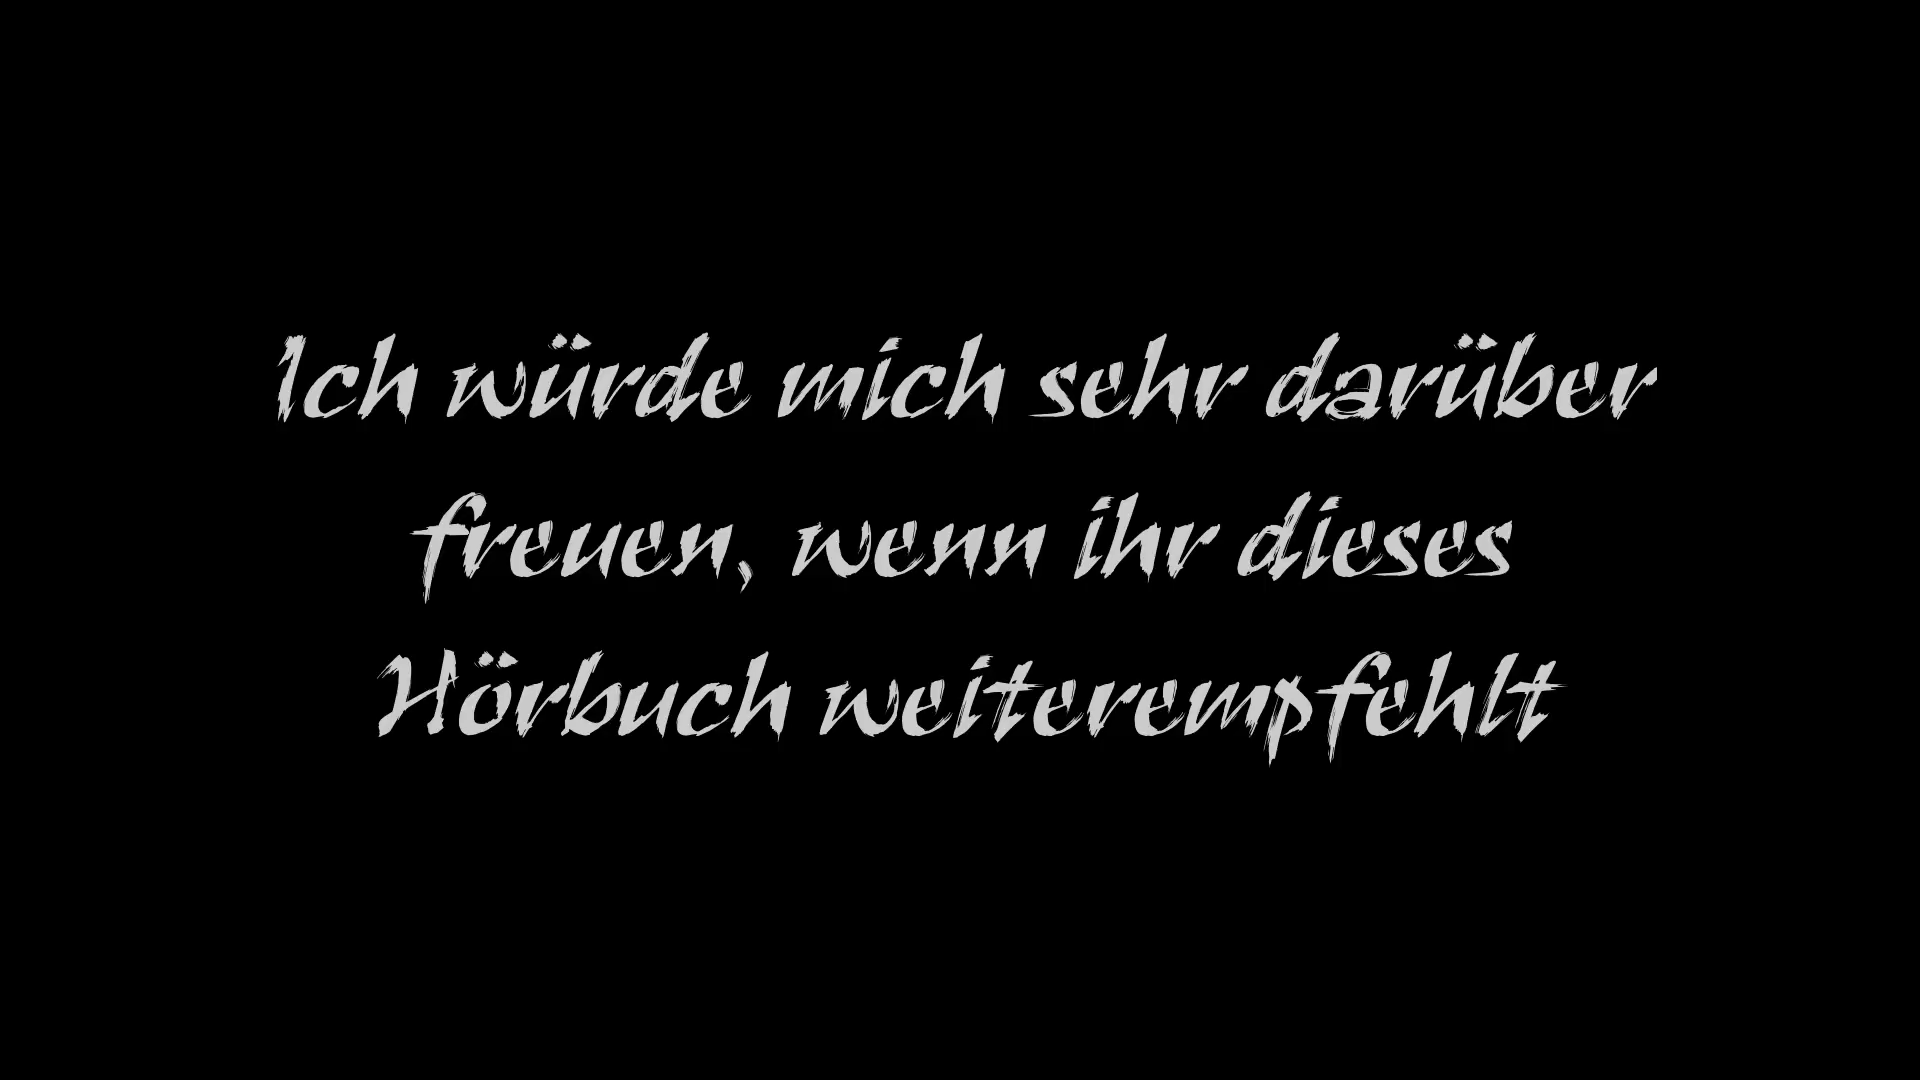 Ich würde mich sehr darüber
freuen, wenn ihr dieses
Hörbuch weiterempfehlt